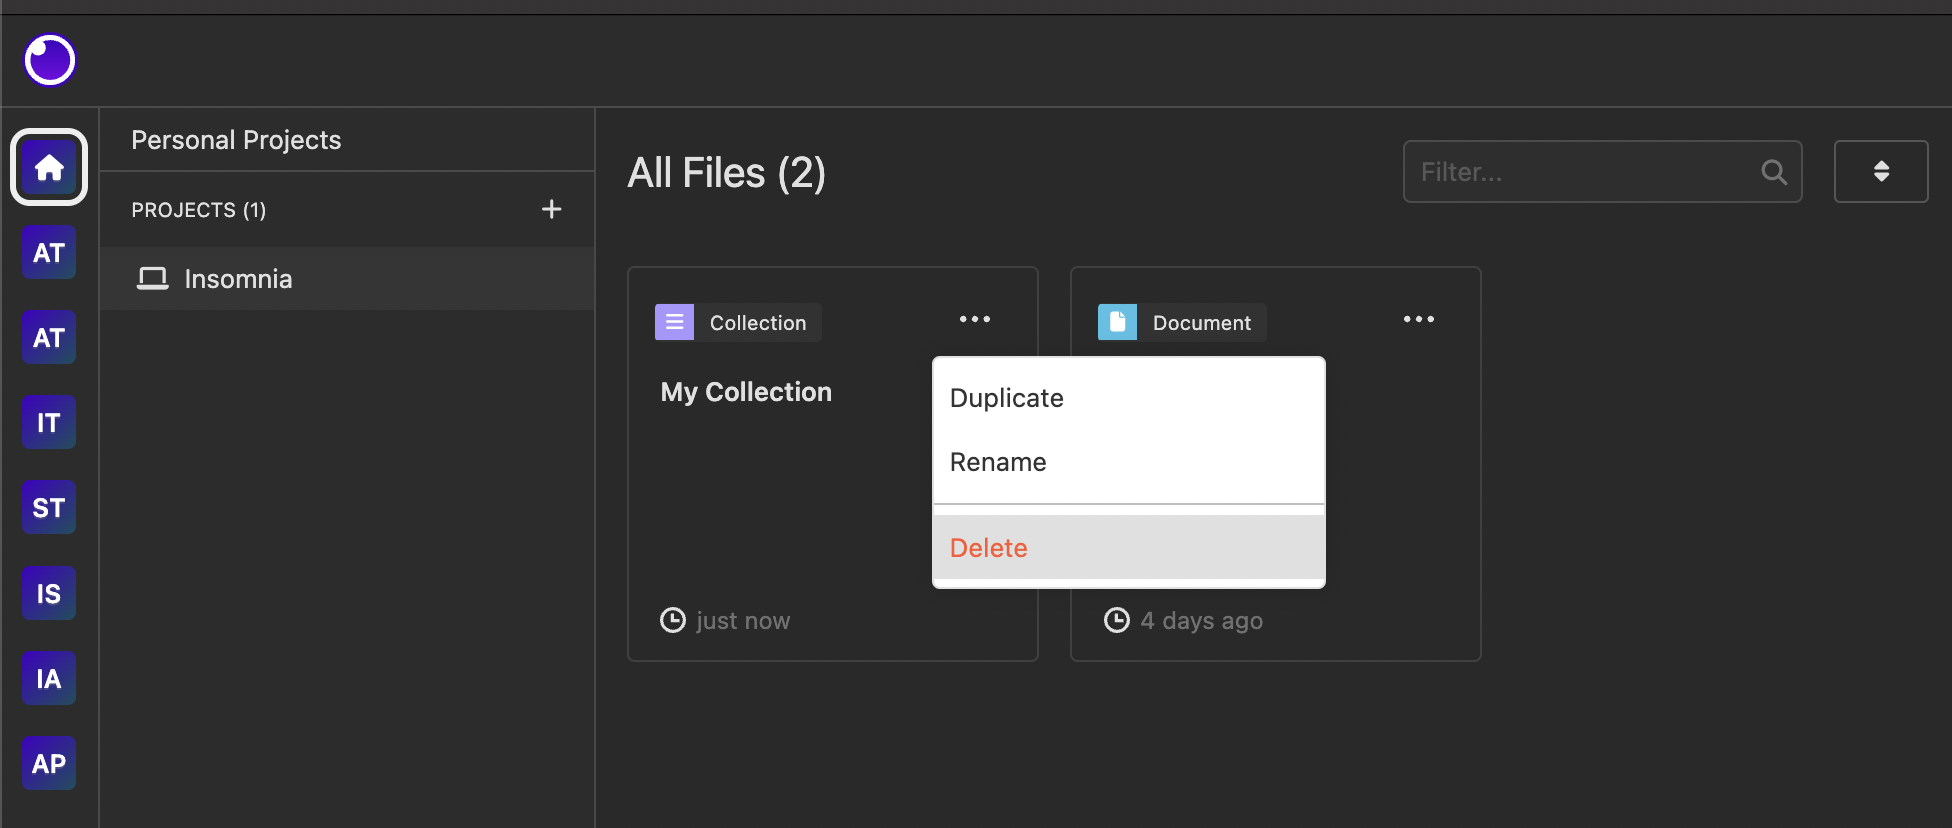 Personal Projects
PROJECTS (1)
Insomnia
AT
AT
IT
ST
IS
IA
AP
All Files (2)
Filter...
Collection
My Collection
just now
Document
4 days ago
Duplicate
Rename
Delete